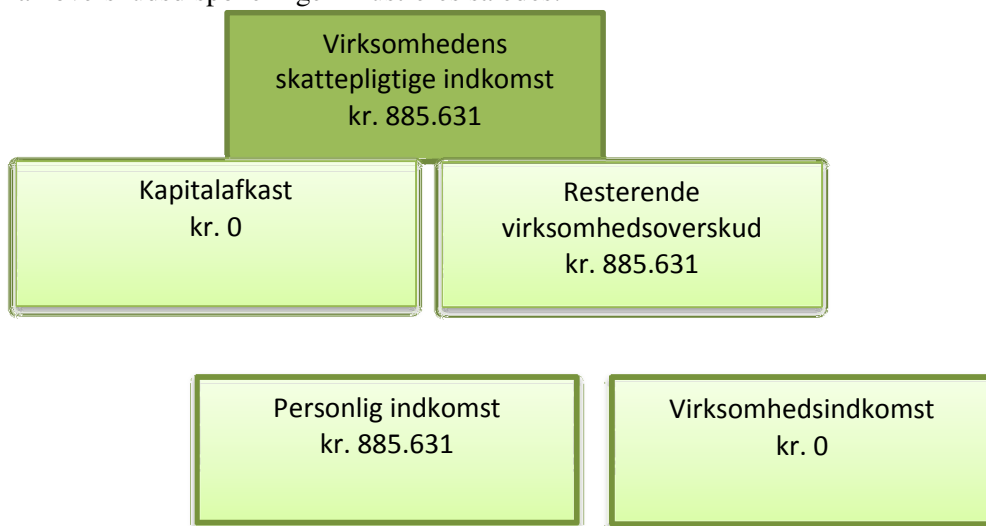 Virksomhedens
skattepligtige indkomst
kr. 885.631
Kapitalafkast
kr. 0
Resterende
virksomhedsoverskud
kr. 885.631
Personlig indkomst
kr. 885.631
Virksomhedsindkomst
kr. 0